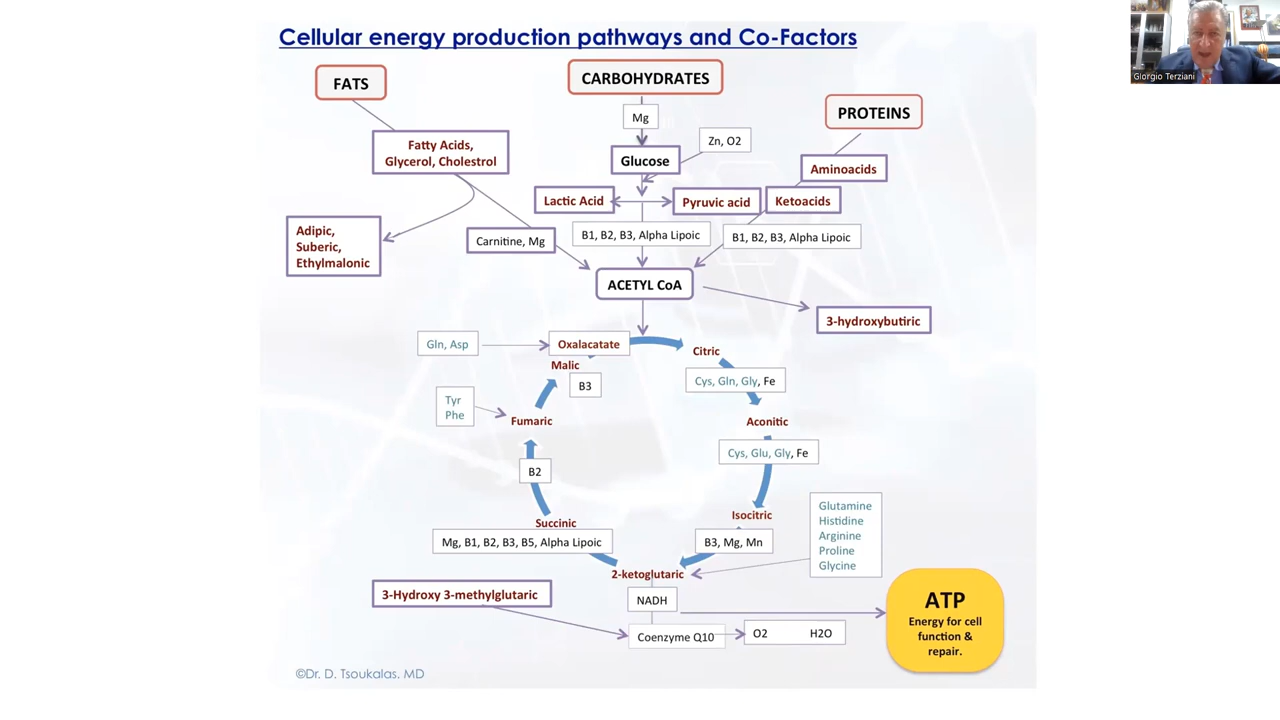 Cellular energy production pathways and Co-Factors
Giorgio Terziani
FATS
CARBOHYDRATES
PROTEINS
Mg
Zn, O2
Fatty Acids,
Glycerol, Cholestrol
Glucose
Aminoacids
Lactic Acid
Pyruvic acid
Ketoacids
Adipic,
Suberic,
Ethylmalonic
Carnitine, Mg
B1, B2, B3, Alpha Lipoic
B1, B2, B3, Alpha Lipoic
ACETYL CoA
3-hydroxybutiric
Gln, Asp
Oxalacatate
Citric
Malic
B3
Cys, Gln, Gly, Fe
Tyr
Phe
Fumaric
Aconitic
Cys, Glu, Gly, Fe
B2
Isocitric
Glutamine
Histidine
Arginine
Proline
Glycine
Succinic
Mg, B1, B2, B3, B5, Alpha Lipoic
B3, Mg, Mn
2-ketoglutaric
3-Hydroxy 3-methylglutaric
NADH
Coenzyme Q10
O2 H2O
ATP
Energy for cell
function &
repair.
©Dr. D. Tsoukalas. MD